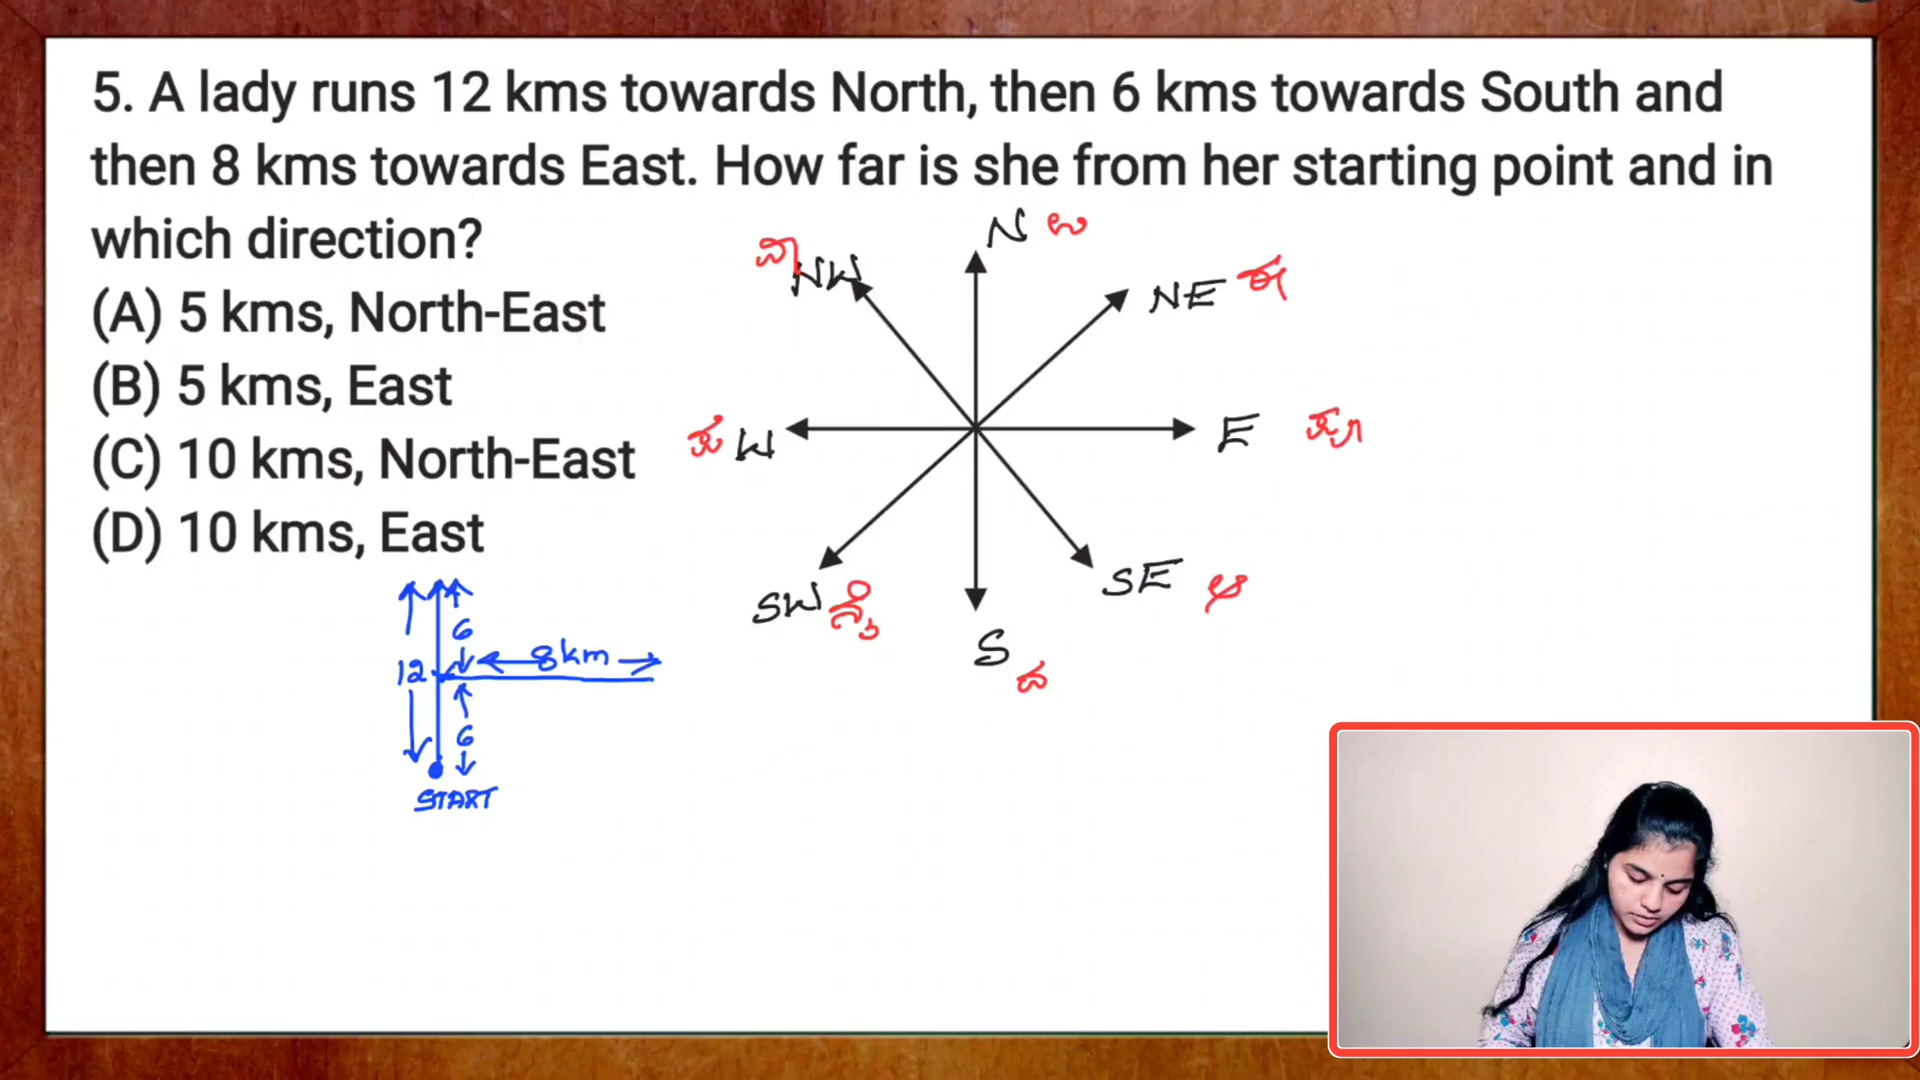 5. A lady runs 12 kms towards North, then 6 kms towards South and
then 8 kms towards East. How far is she from her starting point and in
which direction?
(A) 5 kms, North-East
(B) 5 kms, East
(C) 10 kms, North-East
(D) 10 kms, East
N ಉ
ವಾ NW
NE ಈ
ಪ W
E ಪೂ
SW ನೈ
SE ಆ
S ದ
6
8km
12
6
START